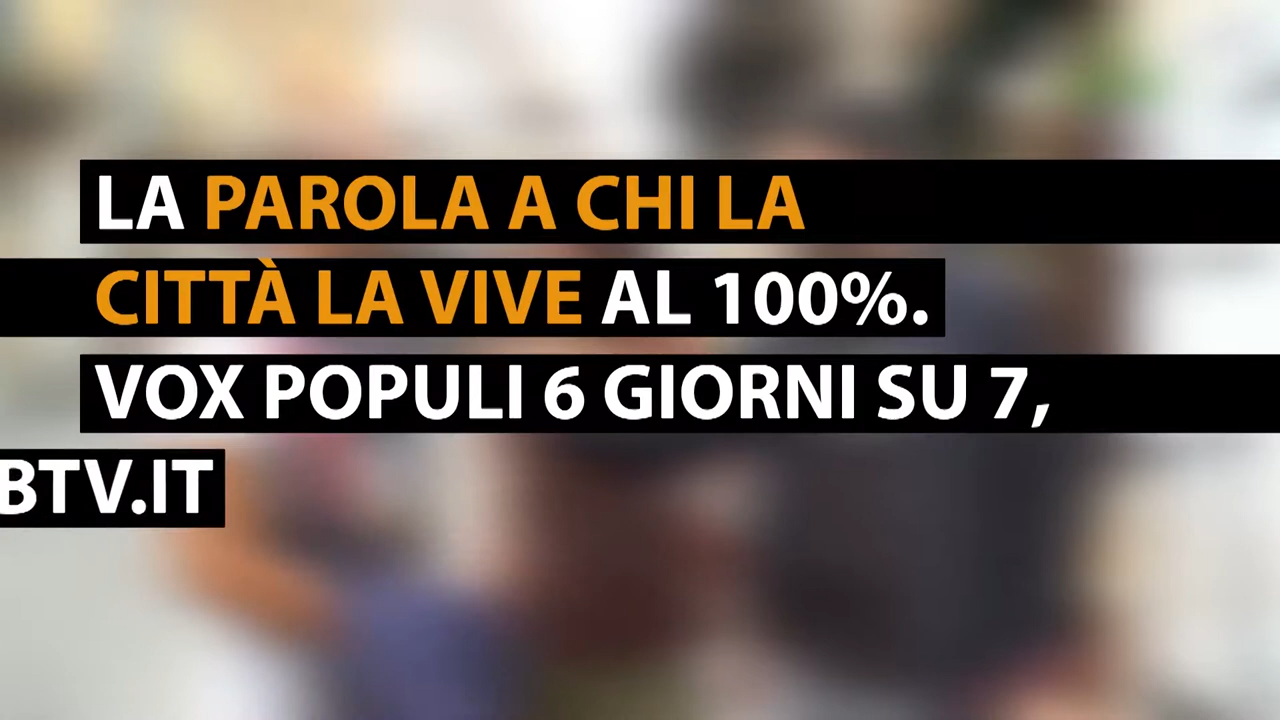 LA PAROLA A CHI LA
CITTÀ LA VIVE AL 100%.
VOX POPULI 6 GIORNI SU 7,
BTV.IT